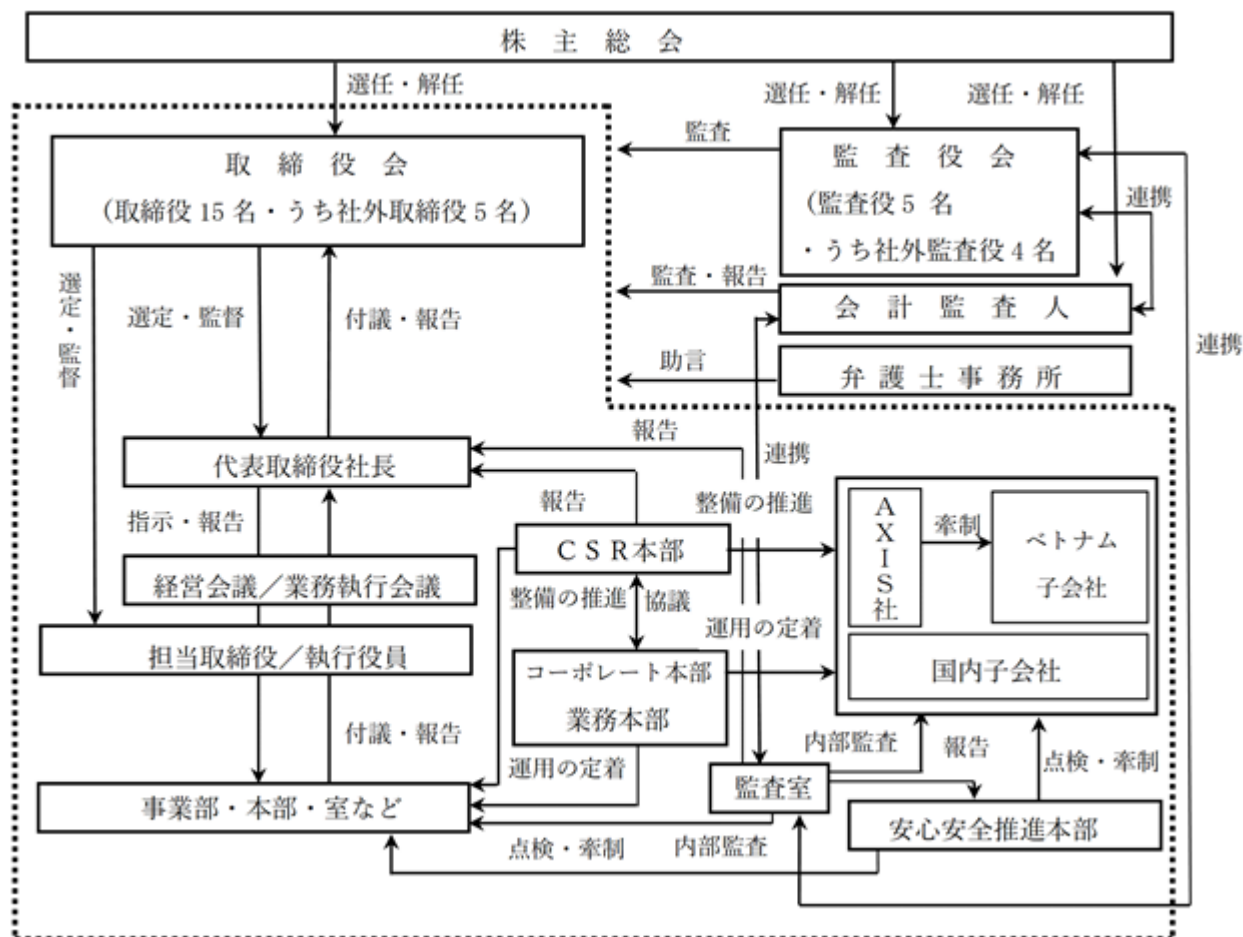 株主総会
選任・解任
選任・解任
選任・解任
取締役会
(取締役15名・うち社外取締役5名)
監査
監査役会
(監査役5 名
・うち社外監査役4名
連携
選定・監督
選定・監督
付議・報告
監査・報告
会計監査人
連携
助言
弁護士事務所
報告
連携
代表取締役社長
指示・報告
報告
整備の推進
AXIS社
牽制
ベトナム
子会社
CSR本部
経営会議/業務執行会議
整備の推進
協議
運用の定着
担当取締役/執行役員
コーポレート本部
業務本部
国内子会社
付議・報告
運用の定着
内部監査
報告
点検・牽制
事業部・本部・室など
監査室
安心安全推進本部
点検・牽制
内部監査